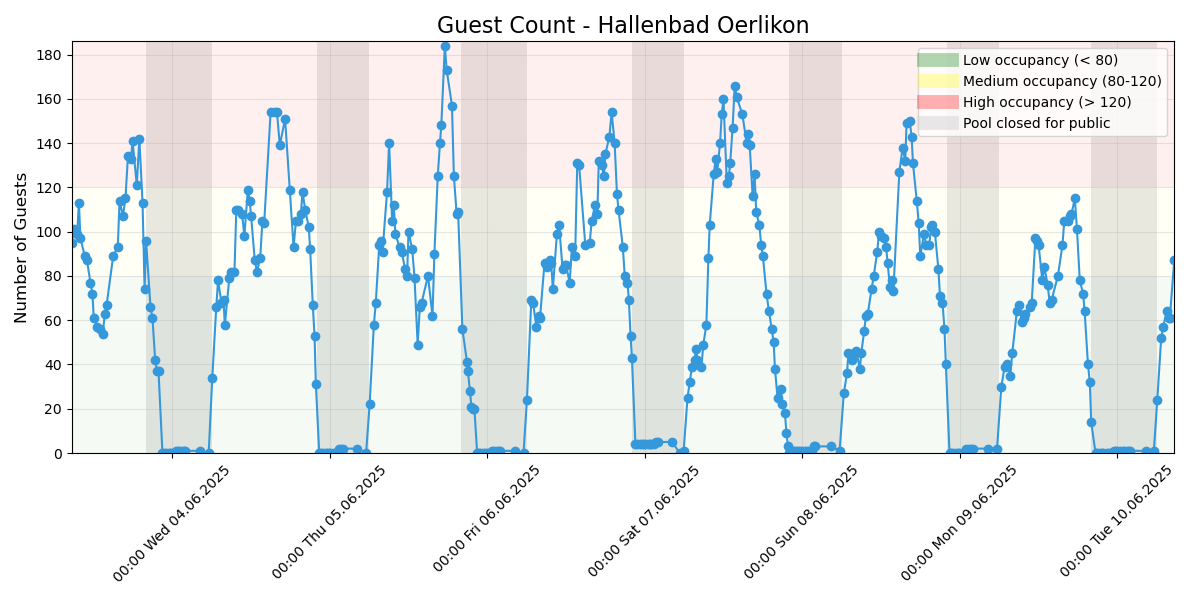 Guest Count - Hallenbad Oerlikon
Number of Guests
180
160
140
120
100
80
60
40
20
0
Low occupancy (< 80)
Medium occupancy (80-120)
High occupancy (> 120)
Pool closed for public
00:00 Wed 04.06.2025
00:00 Thu 05.06.2025
00:00 Fri 06.06.2025
00:00 Sat 07.06.2025
00:00 Sun 08.06.2025
00:00 Mon 09.06.2025
00:00 Tue 10.06.2025